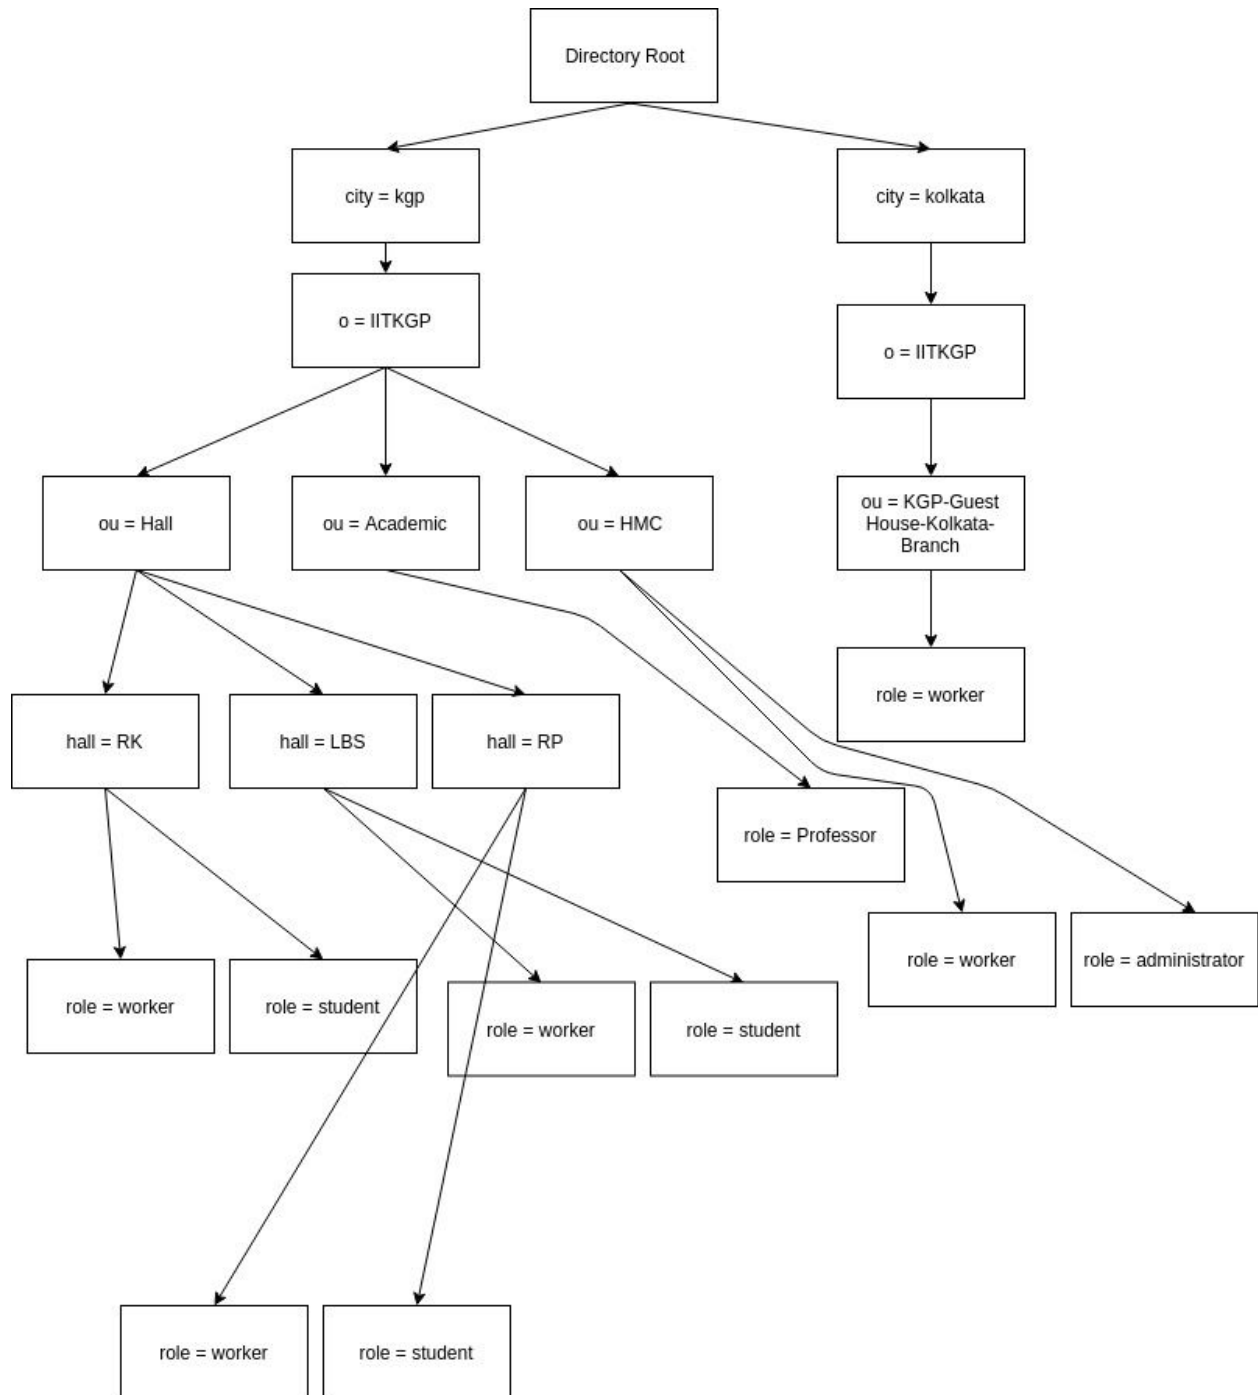 Directory Root
city = kgp
city = kolkata
o = IITKGP
o = IITKGP
ou = Hall
ou = Academic
ou = HMC
ou = KGP-Guest
House-Kolkata-
Branch
role = worker
hall = RK
hall = LBS
hall = RP
role = Professor
role = worker
role = administrator
role = worker
role = student
role = worker
role = student
role = worker
role = student